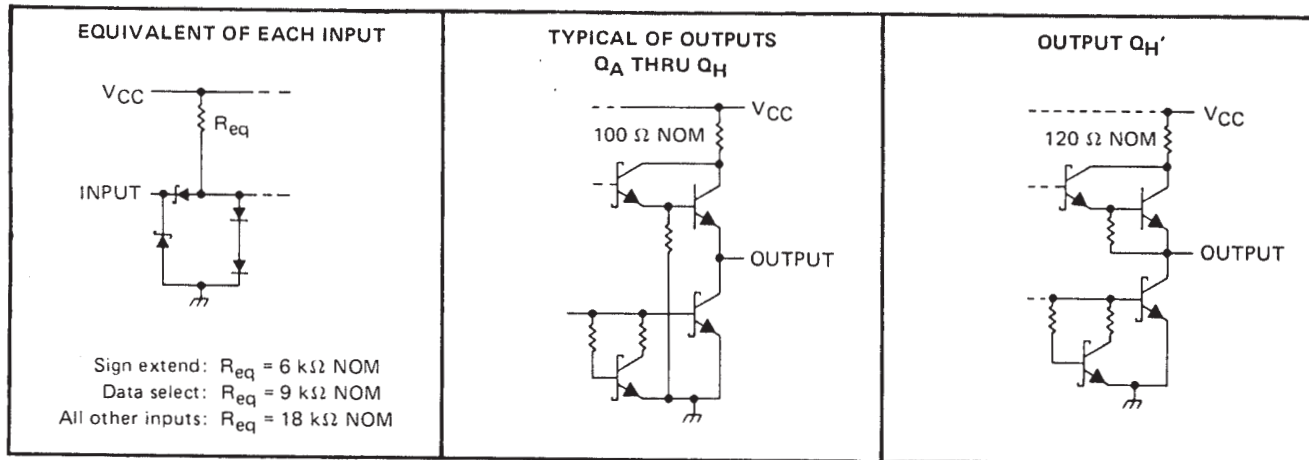 EQUIVALENT OF EACH INPUT
VCC
Req
INPUT
Sign extend: Req = 6 kΩ NOM
Data select: Req = 9 kΩ NOM
All other inputs: Req = 18 kΩ NOM
TYPICAL OF OUTPUTS
QA THRU QH
VCC
100 Ω NOM
OUTPUT
OUTPUT QH'
VCC
120 Ω NOM
OUTPUT